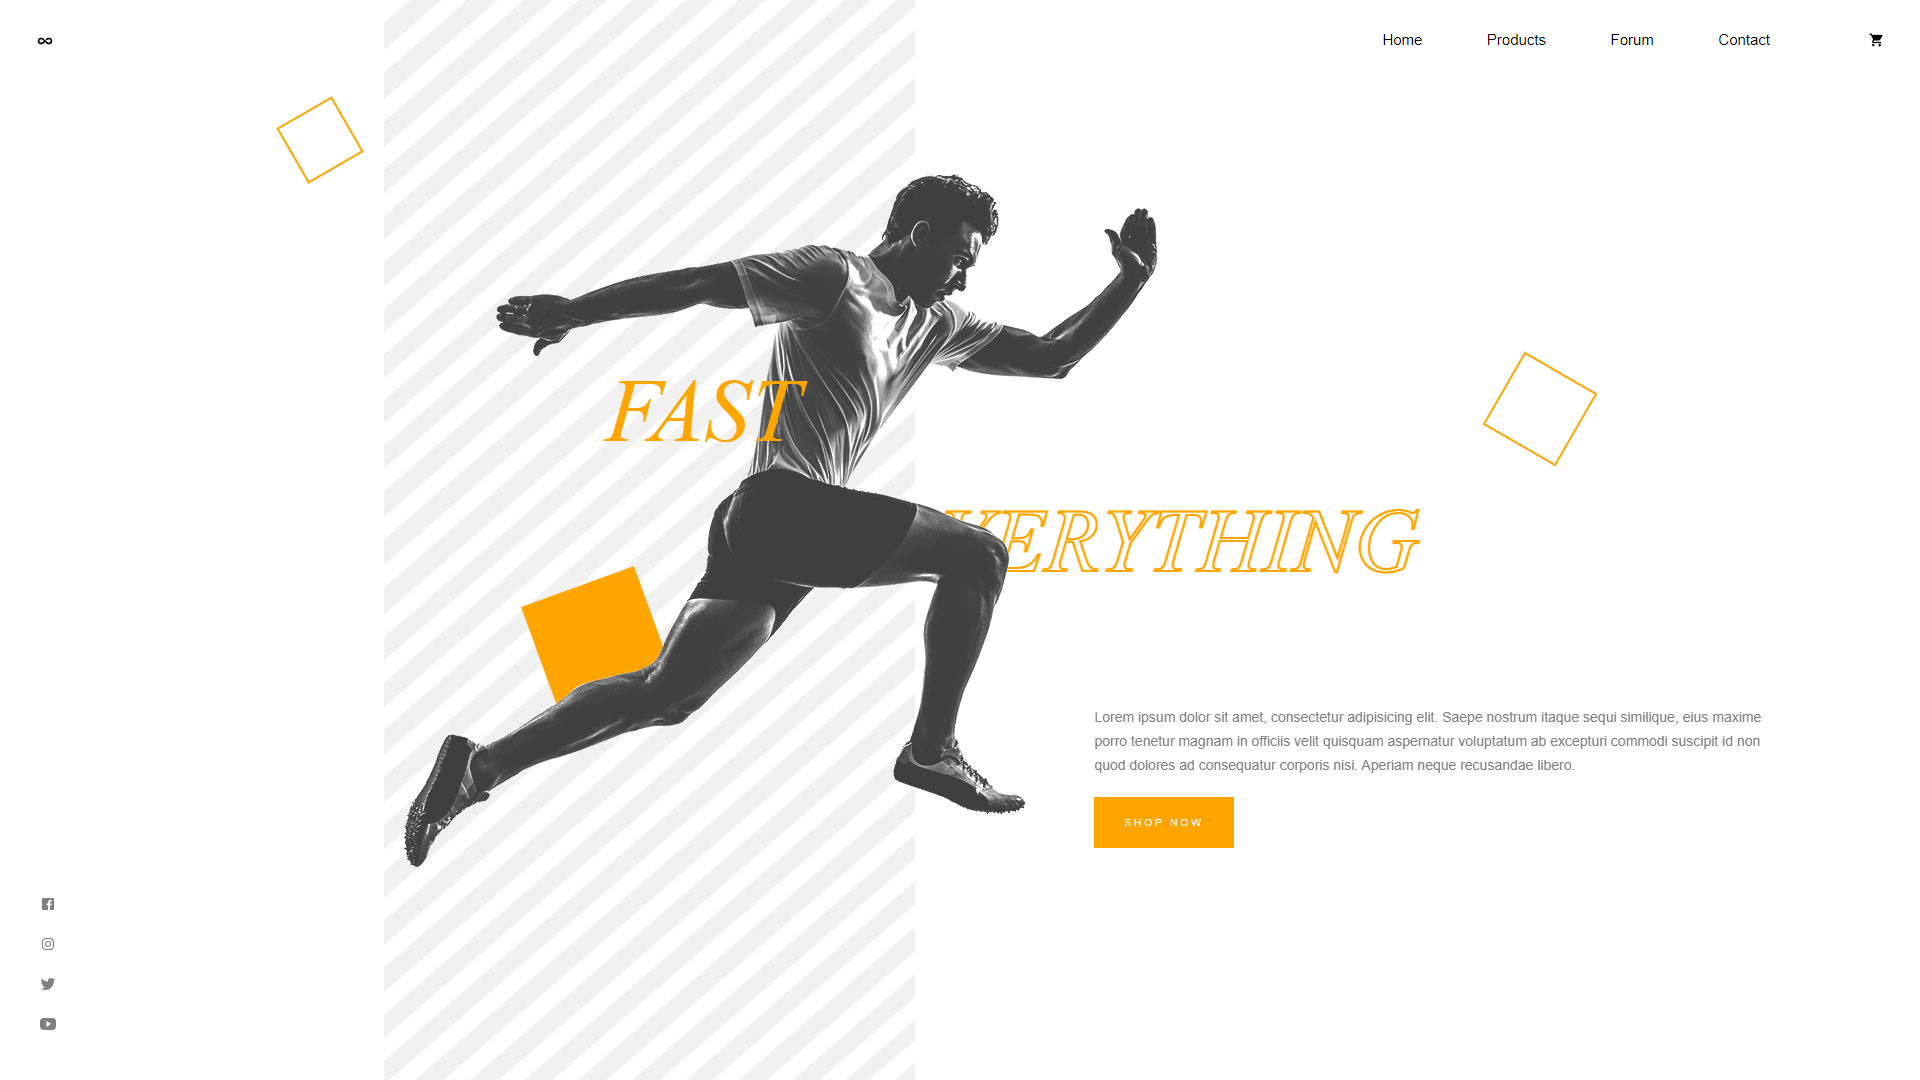 Home Products Forum Contact
FAST
VERYTHING
Lorem ipsum dolor sit amet, consectetur adipisicing elit. Saepe nostrum itaque sequi similique, eius maxime
porro tenetur magnam in officiis velit quisquam aspernatur voluptatum ab excepturi commodi suscipit id non
quod dolores ad consequatur corporis nisi. Aperiam neque recusandae libero.
SHOP NOW